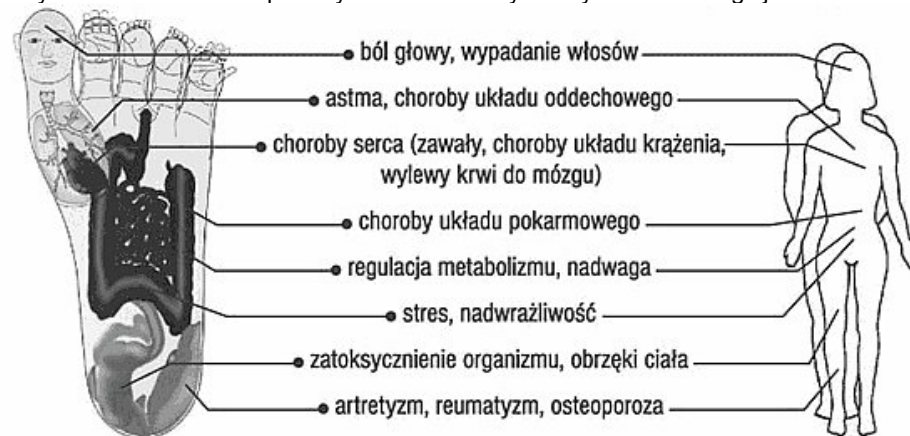 ból głowy, wypadanie włosów
astma, choroby układu oddechowego
choroby serca (zawały, choroby układu krążenia,
wylewy krwi do mózgu)
choroby układu pokarmowego
regulacja metabolizmu, nadwaga
stres, nadwrażliwość
zatoksycznienie organizmu, obrzęki ciała
artretyzm, reumatyzm, osteoporoza